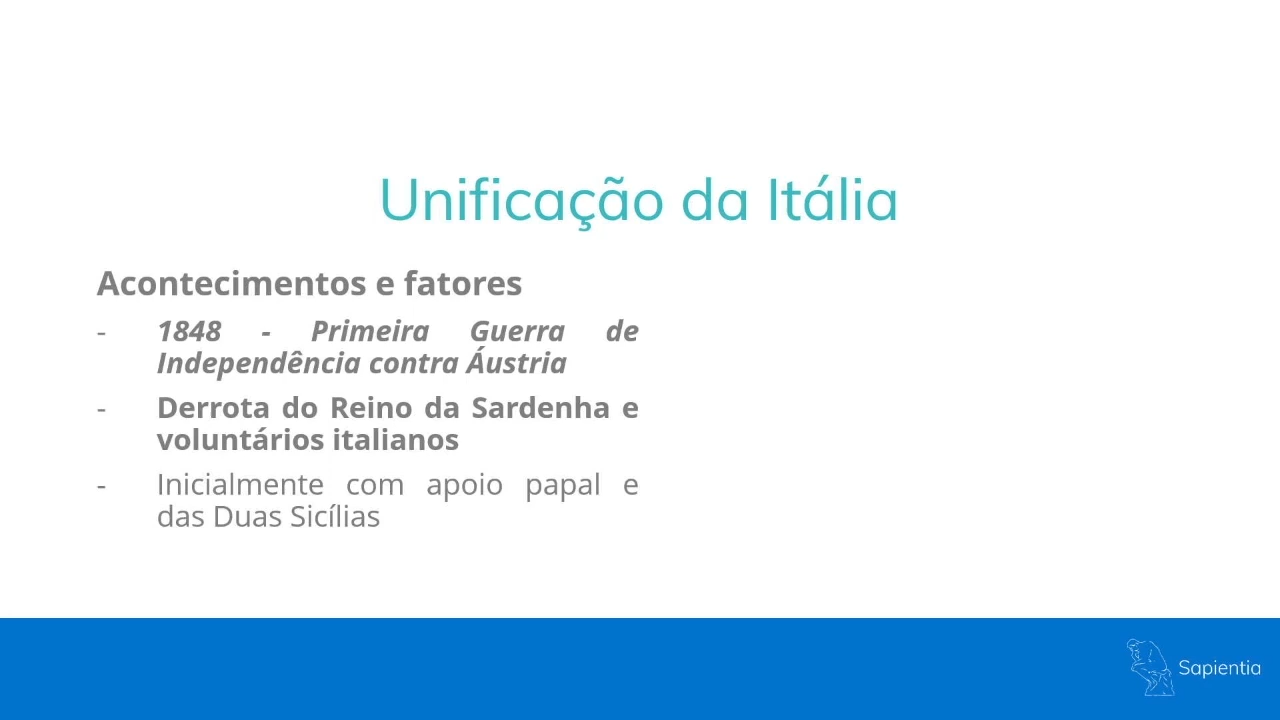 Unificação da Itália
Acontecimentos e fatores
- 1848 - Primeira Guerra de
Independência contra Áustria
- Derrota do Reino da Sardenha e
voluntários italianos
- Inicialmente com apoio papal e
das Duas Sicílias
Sapientia